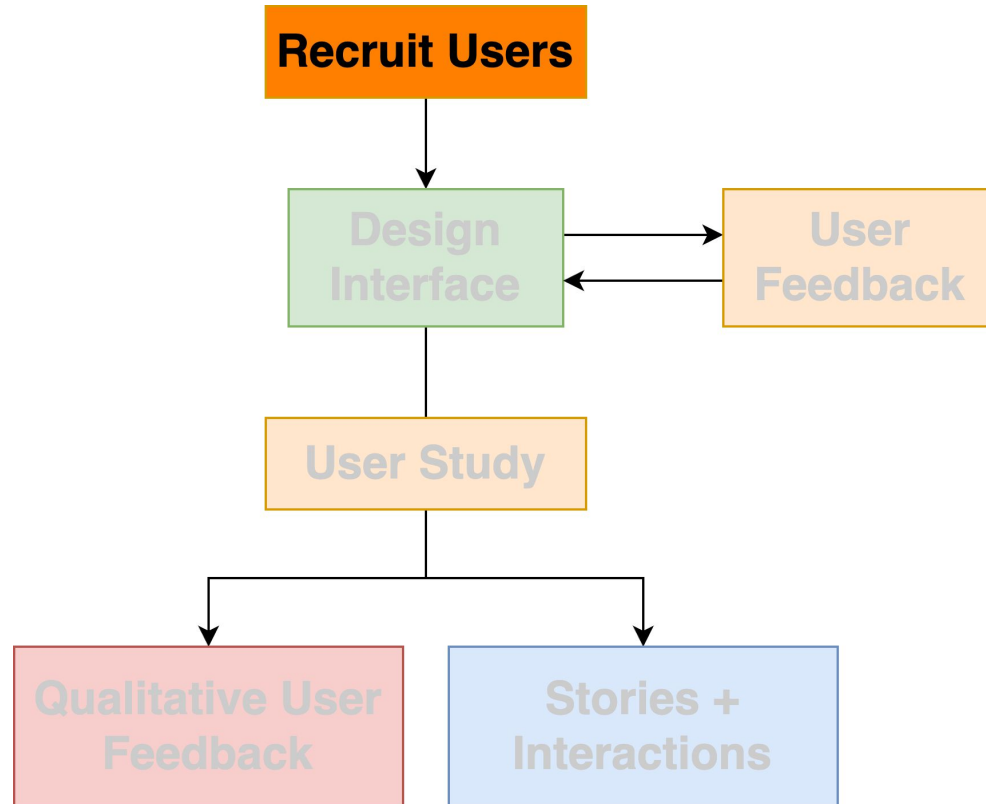 Recruit Users
Design
Interface
User
Feedback
User Study
Qualitative User
Feedback
Stories +
Interactions